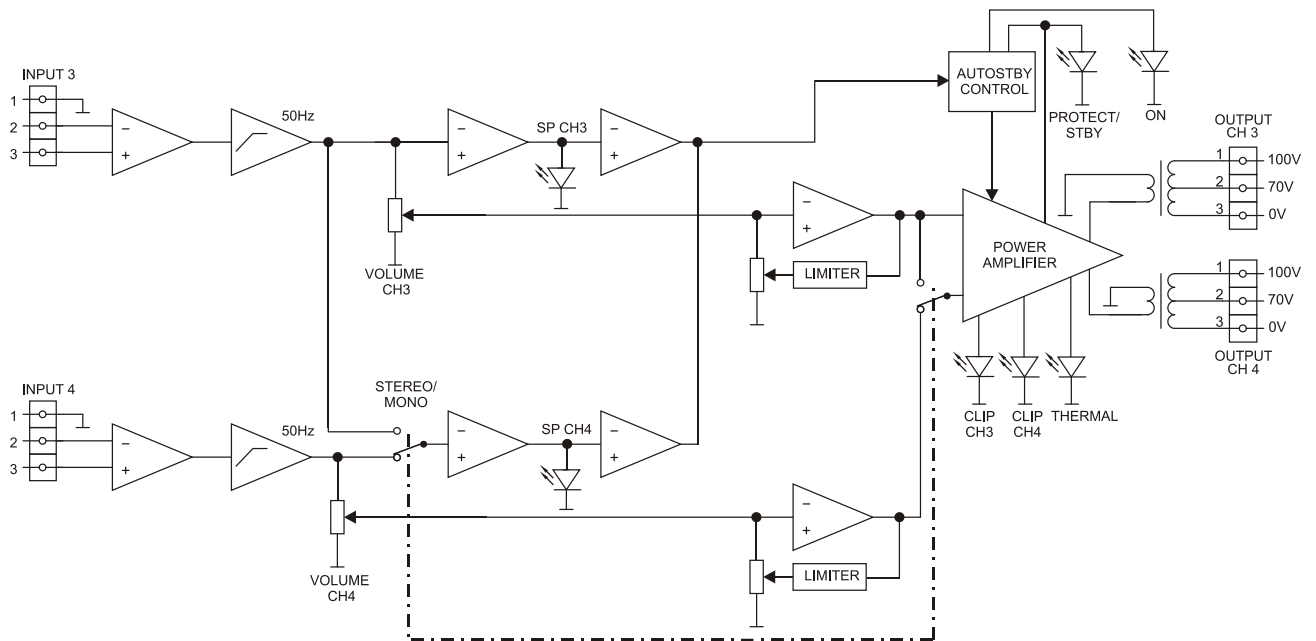 INPUT 3
1
2
3
−
+
50Hz
−
+
SP CH3
−
+
VOLUME
CH3
AUTOSTBY
CONTROL
PROTECT/
STBY
ON
−
+
LIMITER
POWER
AMPLIFIER
OUTPUT
CH 3
1
2
3
100V
70V
0V
1
2
3
100V
70V
0V
OUTPUT
CH 4
CLIP
CH3
CLIP
CH4
THERMAL
INPUT 4
1
2
3
−
+
50Hz
STEREO/
MONO
−
+
SP CH4
−
+
VOLUME
CH4
−
+
LIMITER